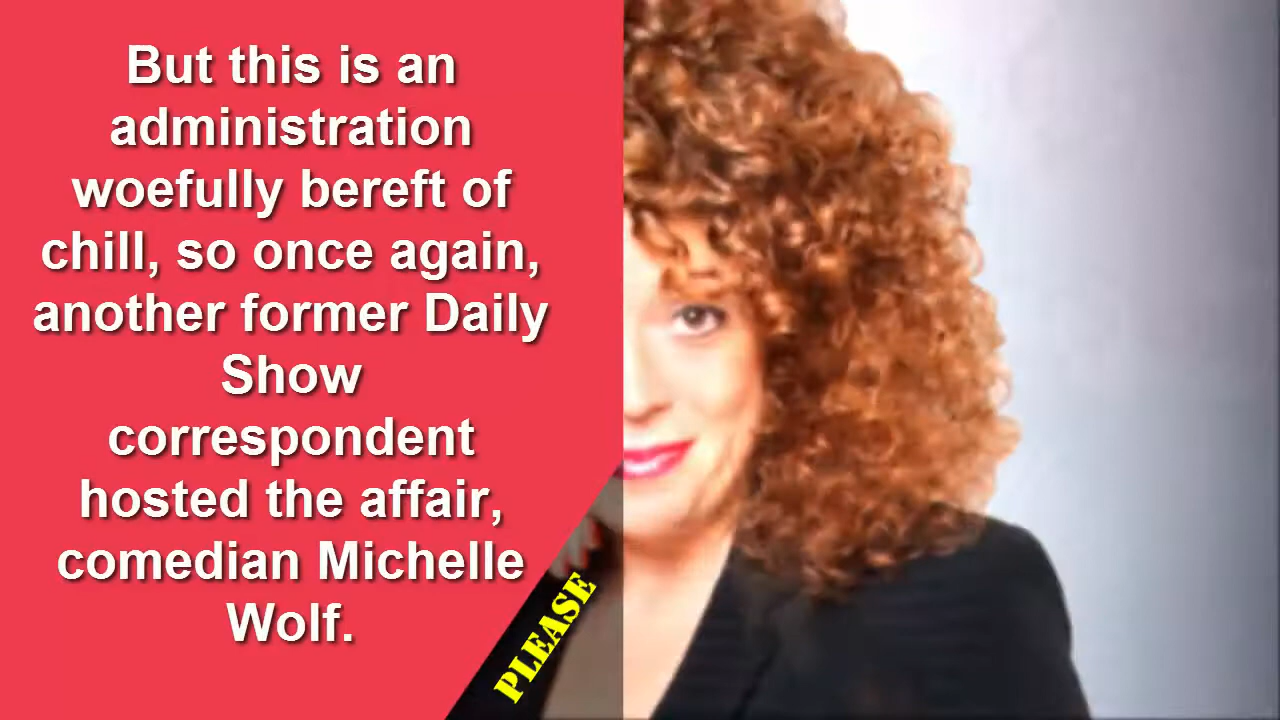 But this is an
administration
woefully bereft of
chill, so once again,
another former Daily
Show
correspondent
hosted the affair,
comedian Michelle
Wolf.
PLEASE